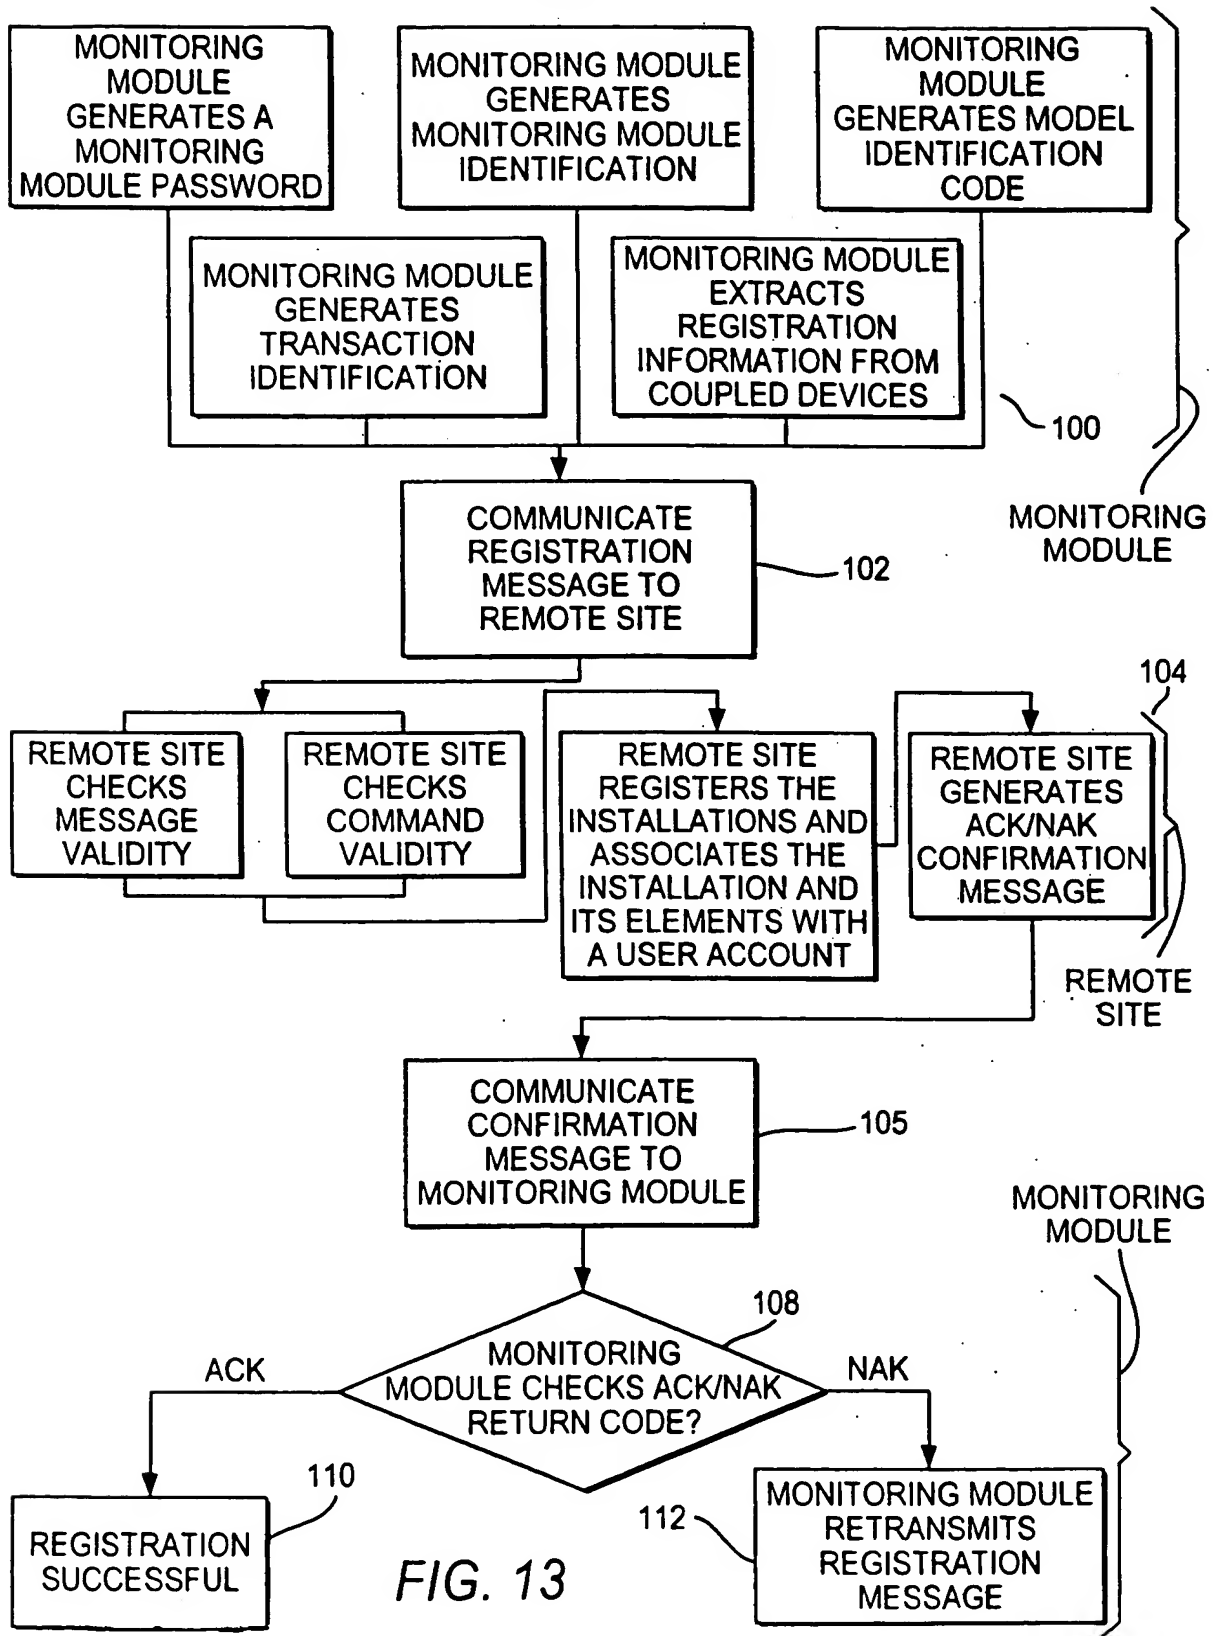 MONITORING
MODULE
GENERATES A
MONITORING
MODULE PASSWORD
MONITORING MODULE
GENERATES
MONITORING MODULE
IDENTIFICATION
MONITORING
MODULE
GENERATES MODEL
IDENTIFICATION
CODE
MONITORING MODULE
GENERATES
TRANSACTION
IDENTIFICATION
MONITORING MODULE
EXTRACTS
REGISTRATION
INFORMATION FROM
COUPLED DEVICES
100
MONITORING
MODULE
COMMUNICATE
REGISTRATION
MESSAGE TO
REMOTE SITE
102
104
REMOTE SITE
CHECKS
MESSAGE
VALIDITY
REMOTE SITE
CHECKS
COMMAND
VALIDITY
REMOTE SITE
REGISTERS THE
INSTALLATIONS AND
ASSOCIATES THE
INSTALLATION AND
ITS ELEMENTS WITH
A USER ACCOUNT
REMOTE SITE
GENERATES
ACK/NAK
CONFIRMATION
MESSAGE
REMOTE
SITE
COMMUNICATE
CONFIRMATION
MESSAGE TO
MONITORING MODULE
105
MONITORING
MODULE
108
MONITORING
MODULE CHECKS ACK/NAK
RETURN CODE?
ACK
NAK
110
REGISTRATION
SUCCESSFUL
112
MONITORING MODULE
RETRANSMITS
REGISTRATION
MESSAGE
FIG. 13